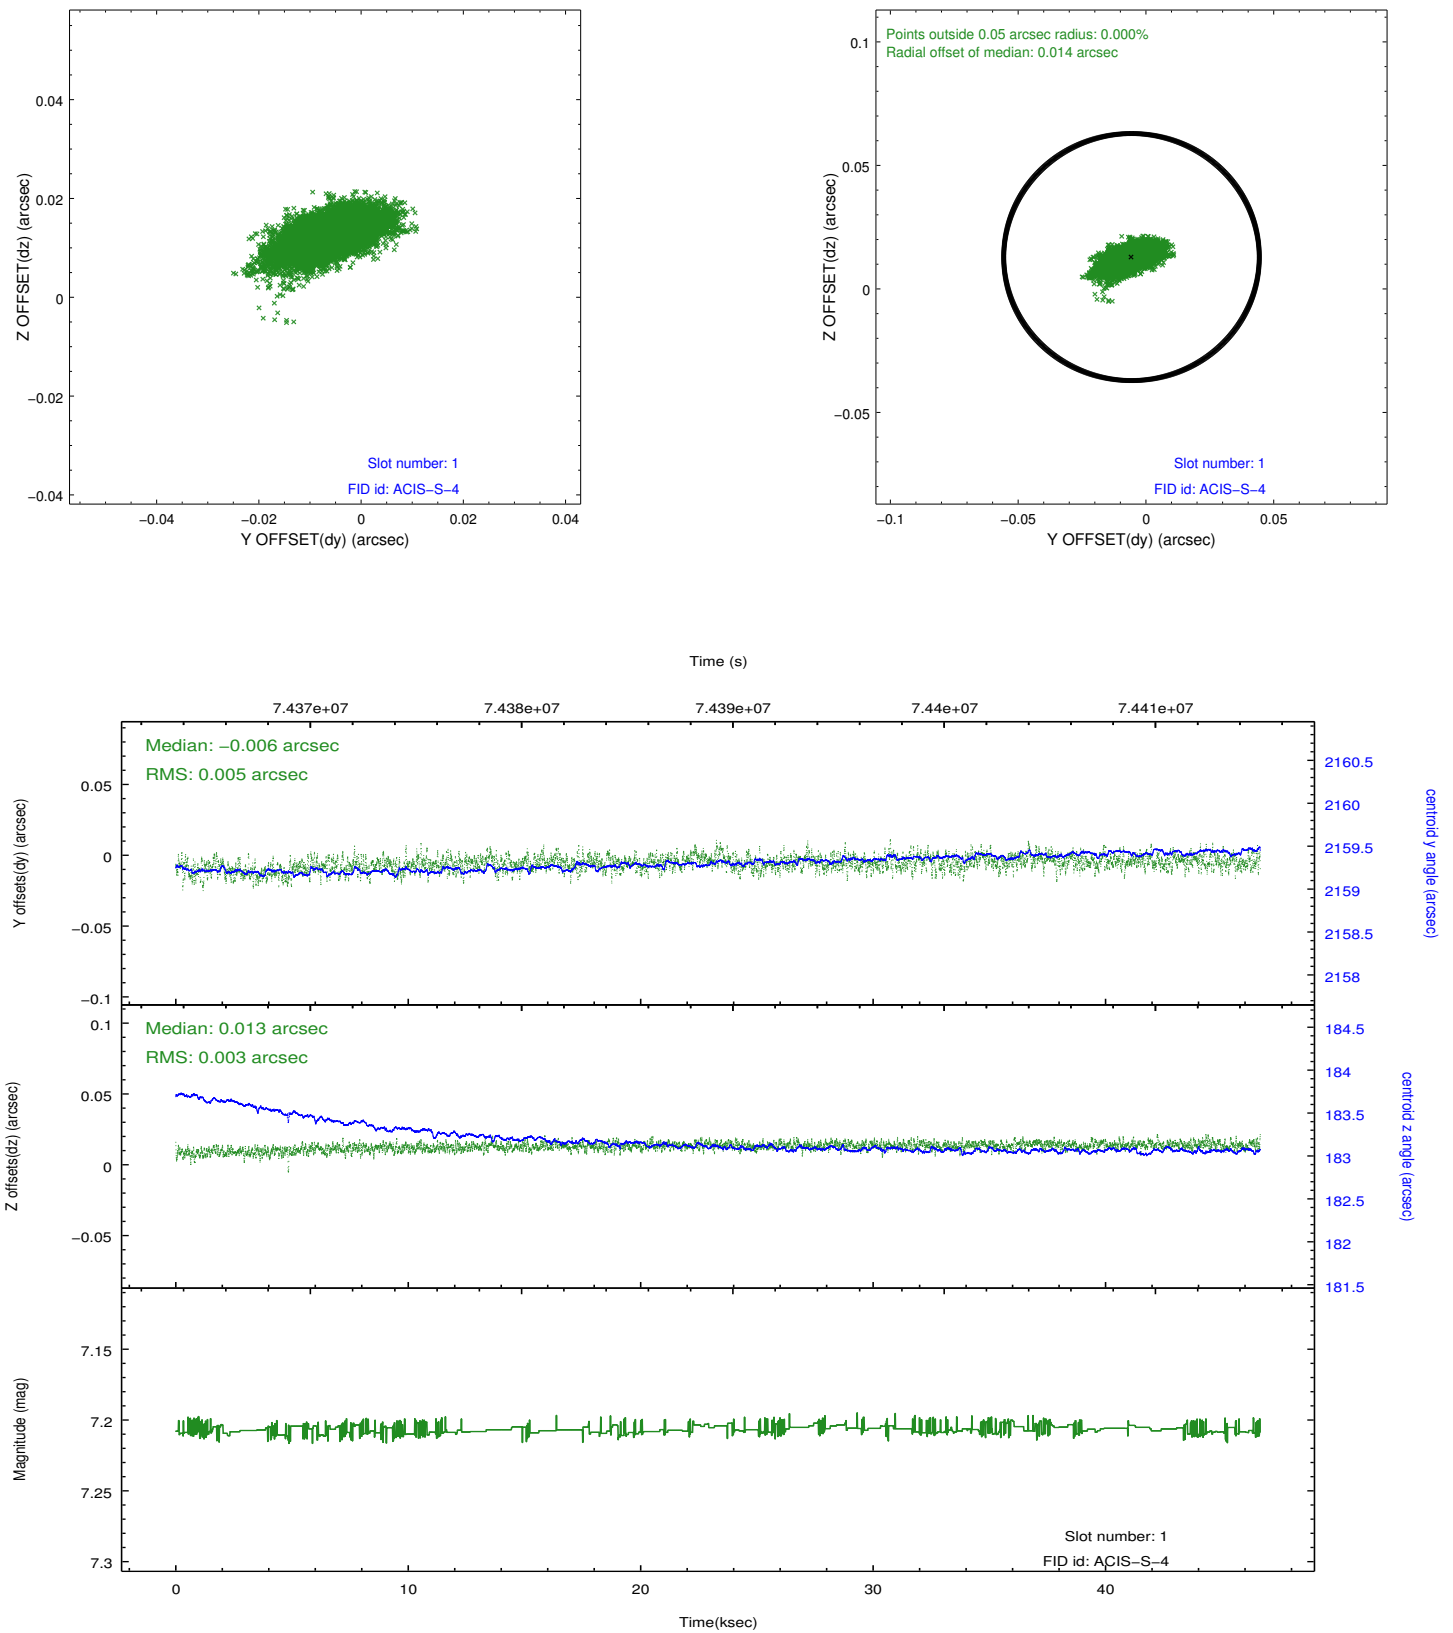 0.04
0.02
0
−0.02
−0.04
Z OFFSET(dz) (arcsec)
Slot number: 1
FID id: ACIS−S−4
−0.04
−0.02
0
0.02
0.04
Y OFFSET(dy) (arcsec)
Points outside 0.05 arcsec radius: 0.000%
Radial offset of median: 0.014 arcsec
0.1
0.05
0
−0.05
Z OFFSET(dz) (arcsec)
Slot number: 1
FID id: ACIS−S−4
−0.1
−0.05
0
0.05
Y OFFSET(dy) (arcsec)
Time (s)
7.437e+07
7.438e+07
7.439e+07
7.44e+07
7.441e+07
Median: −0.006 arcsec
RMS: 0.005 arcsec
0.05
0
−0.05
−0.1
Y offsets(dy) (arcsec)
2160.5
2160
2159.5
2159
2158.5
2158
centroid y angle (arcsec)
Median: 0.013 arcsec
RMS: 0.003 arcsec
0.1
0.05
0
−0.05
Z offsets(dz) (arcsec)
184.5
184
183.5
183
182.5
182
181.5
centroid z angle (arcsec)
7.15
7.2
7.25
7.3
Magnitude (mag)
Slot number: 1
FID id: ACIS−S−4
0
10
20
30
40
Time(ksec)